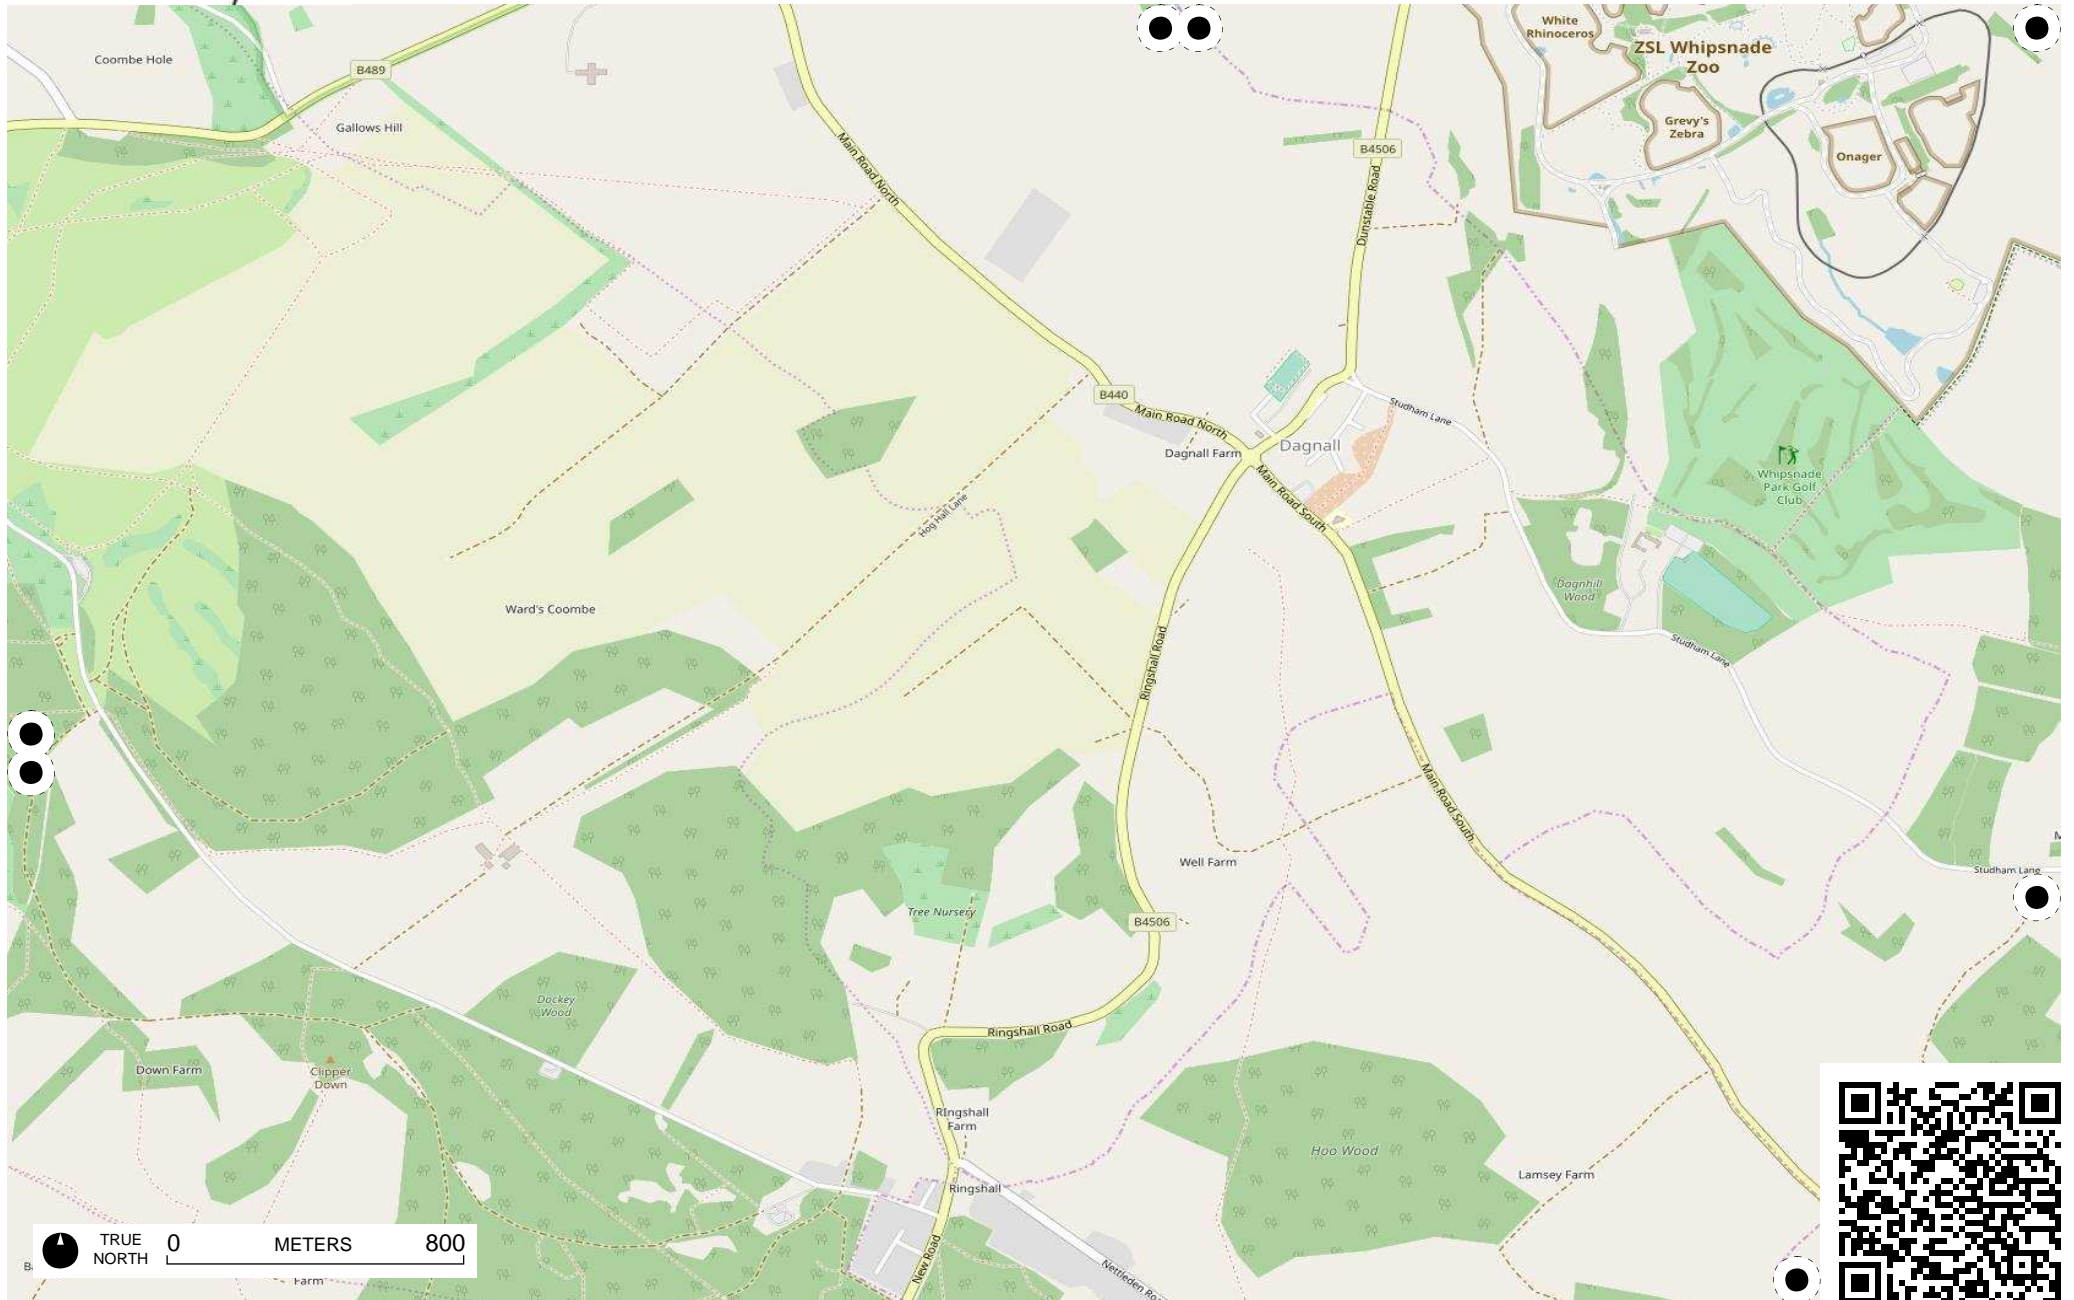 White
Rhinoceros
ZSL Whipsnade
Zoo
Coombe Hole
B489
Gallows Hill
Grevy's
Zebra
Onager
Main Road North
B4506
Dunstable Road
B440
Main Road North
Studham Lane
Dagnall
Dagnall Farm
Main Road South
Whipsnade
Park Golf
Club
Hog Hall Lane
Dagnhill
Wood
Ward's Coombe
Ringshall Road
Studham Lane
Main Road South
Well Farm
Studham Lane
Tree Nursery
B4506
Dockey
Wood
Ringshall Road
Down Farm
Clipper
Down
RIngshall
Farm
Hoo Wood
Lamsey Farm
Ringshall
New Road
Nettleden Ro
TRUE
NORTH
0 METERS 800
Farm